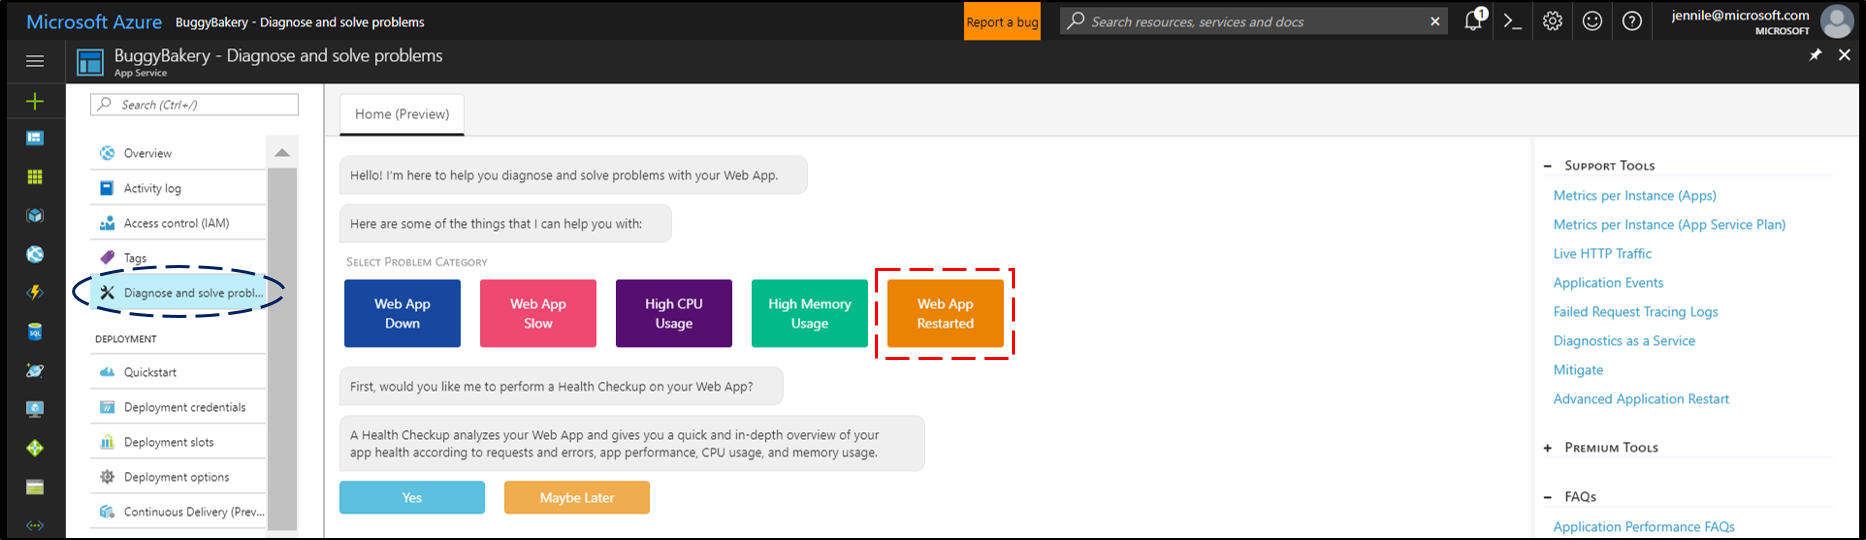 Microsoft Azure BuggyBakery - Diagnose and solve problems
Report a bug
Search resources, services and docs
1
jennile@microsoft.com
MICROSOFT
BuggyBakery - Diagnose and solve problems
App Service
Search (Ctrl+/)
Overview
Activity log
Access control (IAM)
Tags
Diagnose and solve probl...
DEPLOYMENT
Quickstart
Deployment credentials
Deployment slots
Deployment options
Continuous Delivery (Prev...
SQL
Home (Preview)
Hello! I'm here to help you diagnose and solve problems with your Web App.
Here are some of the things that I can help you with:
SELECT PROBLEM CATEGORY
Web App
Down
Web App
Slow
High CPU
Usage
High Memory
Usage
Web App
Restarted
First, would you like me to perform a Health Checkup on your Web App?
A Health Checkup analyzes your Web App and gives you a quick and in-depth overview of your
app health according to requests and errors, app performance, CPU usage, and memory usage.
Yes
Maybe Later
SUPPORT TOOLS
Metrics per Instance (Apps)
Metrics per Instance (App Service Plan)
Live HTTP Traffic
Application Events
Failed Request Tracing Logs
Diagnostics as a Service
Mitigate
Advanced Application Restart
PREMIUM TOOLS
FAQs
Application Performance FAQs